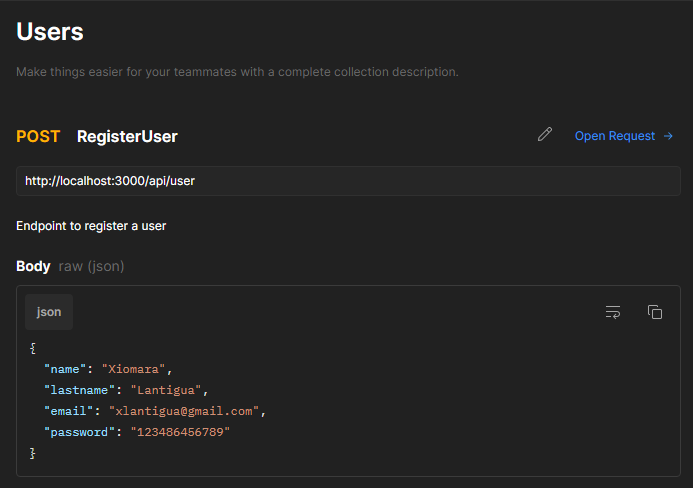 Users
Make things easier for your teammates with a complete collection description.
POST RegisterUser
Open Request →
http://localhost:3000/api/user
Endpoint to register a user
Body raw (json)
json
{
"name": "Xiomara",
"lastname": "Lantigua",
"email": "xlantigua@gmail.com",
"password": "123486456789"
}